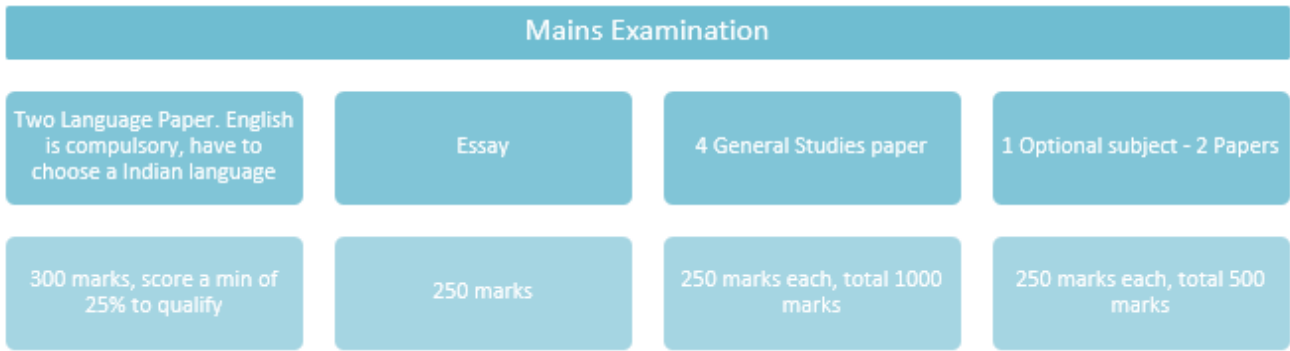 Mains Examination
Two Language Paper. English
is compulsory, have to
choose a Indian language
Essay
4 General Studies paper
1 Optional subject - 2 Papers
300 marks, score a min of
25% to qualify
250 marks
250 marks each, total 1000
marks
250 marks each, total 500
marks